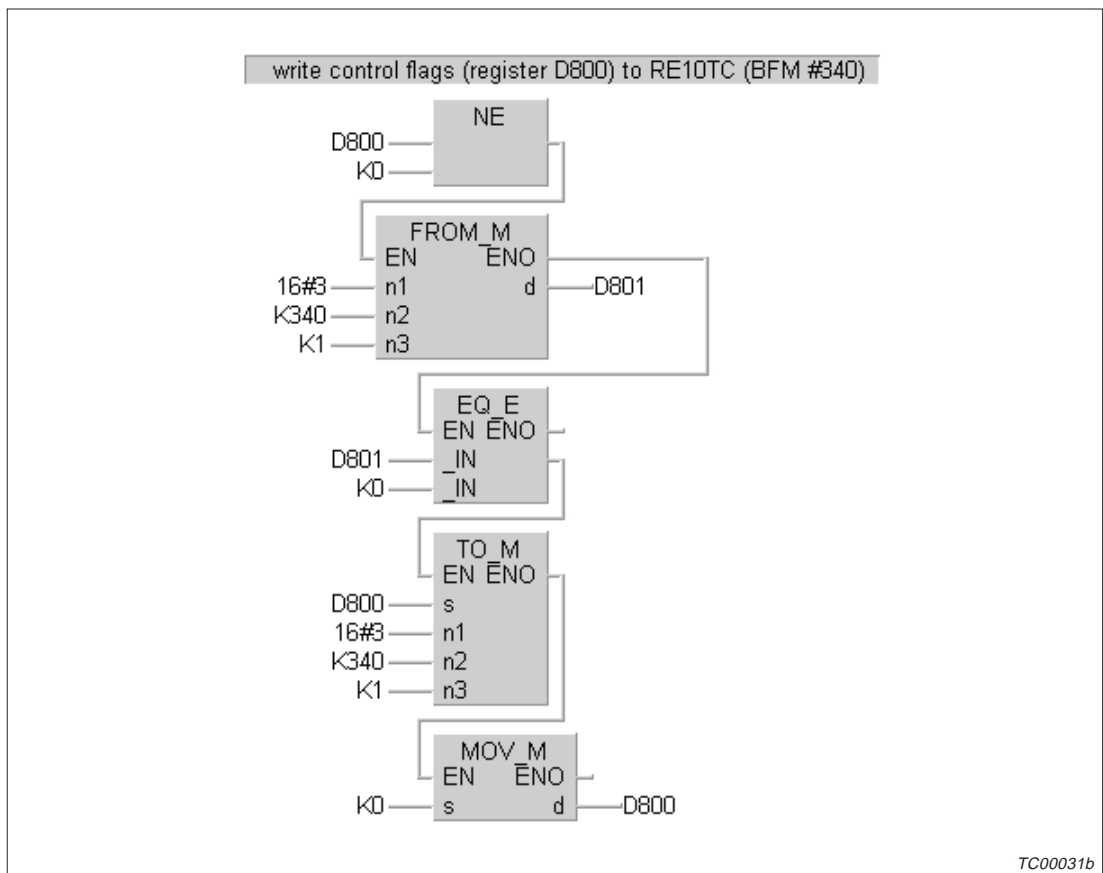 write control flags (register D800) to RE10TC (BFM #340)
NE
D800
K0
FROM_M
EN ENO
16#3 n1 d D801
K340 n2
K1 n3
EQ_E
EN ENO
D801 _IN
K0 _IN
TO_M
EN ENO
D800 s
16#3 n1
K340 n2
K1 n3
MOV_M
EN ENO
K0 s d D800
TC00031b